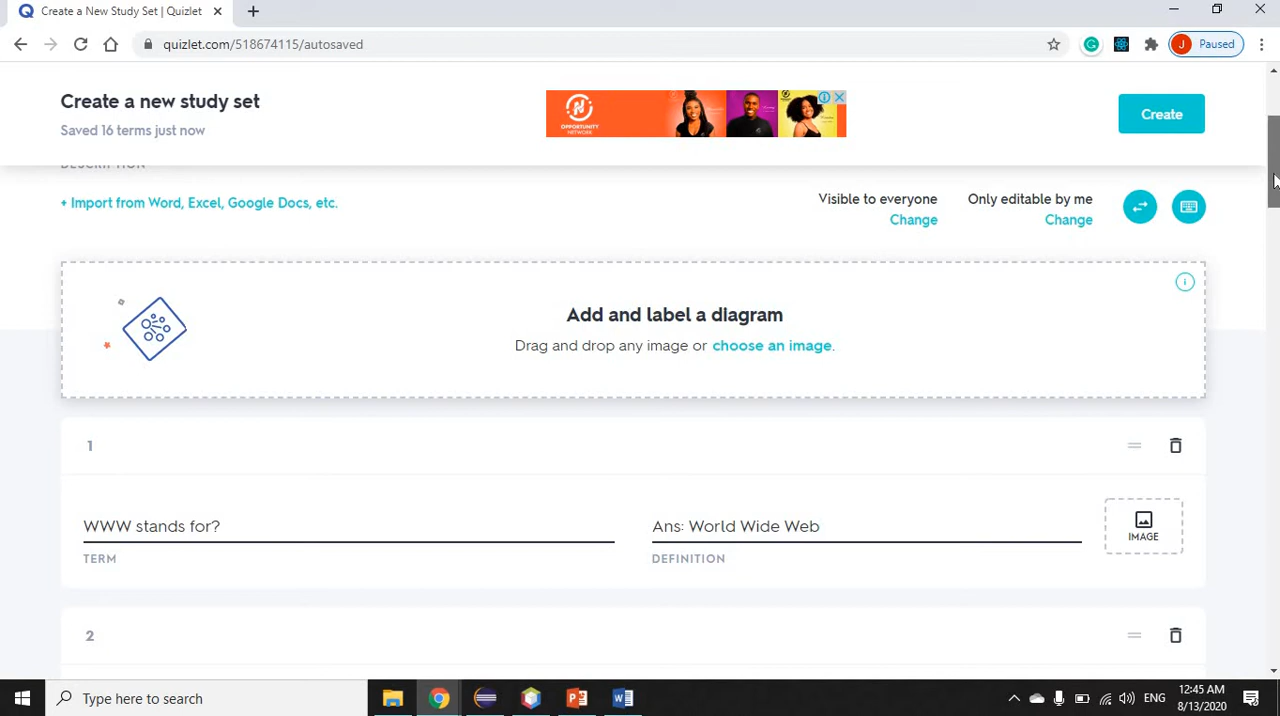 Create a New Study Set | Quizlet
quizlet.com/518674115/autosaved
J Paused
Create a new study set
Saved 16 terms just now
OPPORTUNITY
NETWORK
Create
DESCRIPTION
+ Import from Word, Excel, Google Docs, etc.
Visible to everyone
Change
Only editable by me
Change
Add and label a diagram
Drag and drop any image or choose an image.
1
WWW stands for?
TERM
Ans: World Wide Web
DEFINITION
IMAGE
2
Type here to search
ENG
12:45 AM
8/13/2020